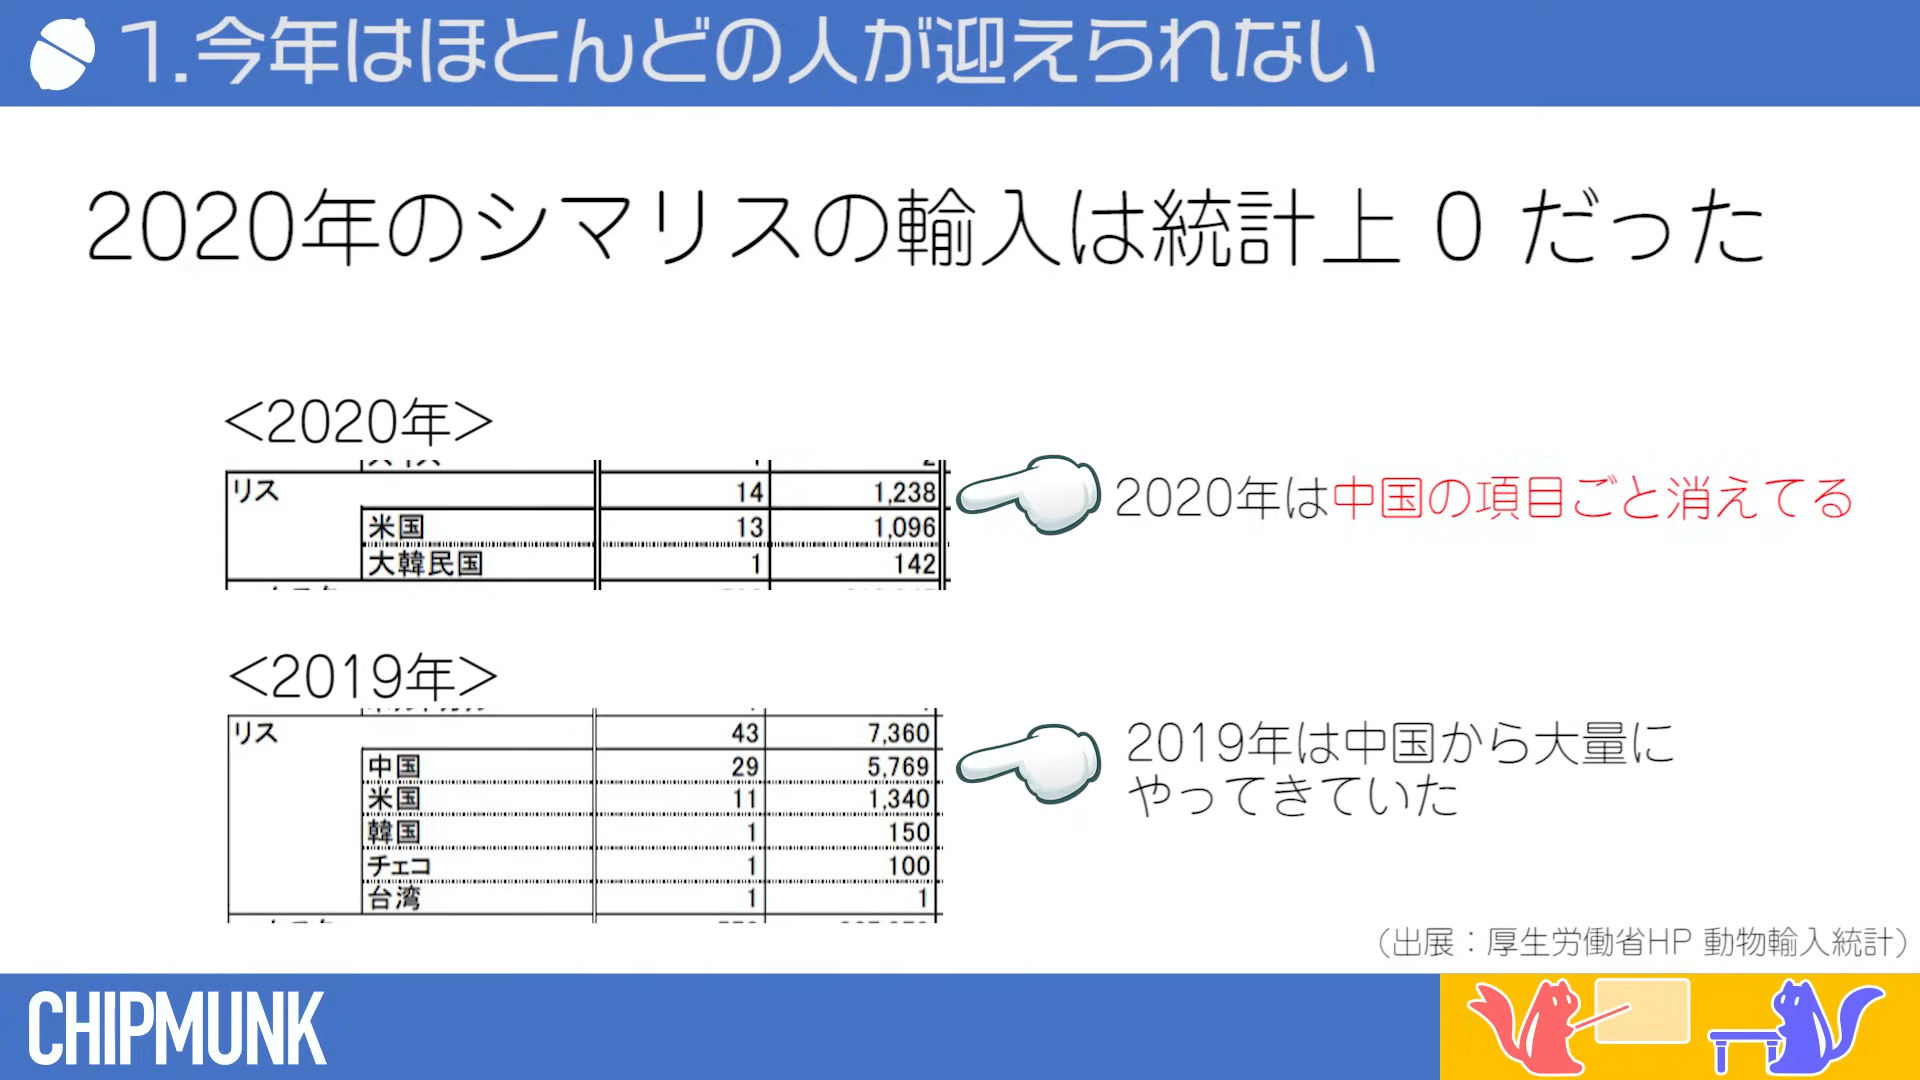 1.今年はほとんどの人が迎えられない
2020年のシマリスの輸入は統計上 0 だった
<2020年>
リス 14 1,238
米国 13 1,096
大韓民国 1 142
2020年は中国の項目ごと消えてる
<2019年>
リス 43 7,360
中国 29 5,769
米国 11 1,340
韓国 1 150
チェコ 1 100
台湾 1 1
2019年は中国から大量に
やってきていた
(出展:厚生労働省HP 動物輸入統計)
CHIPMUNK